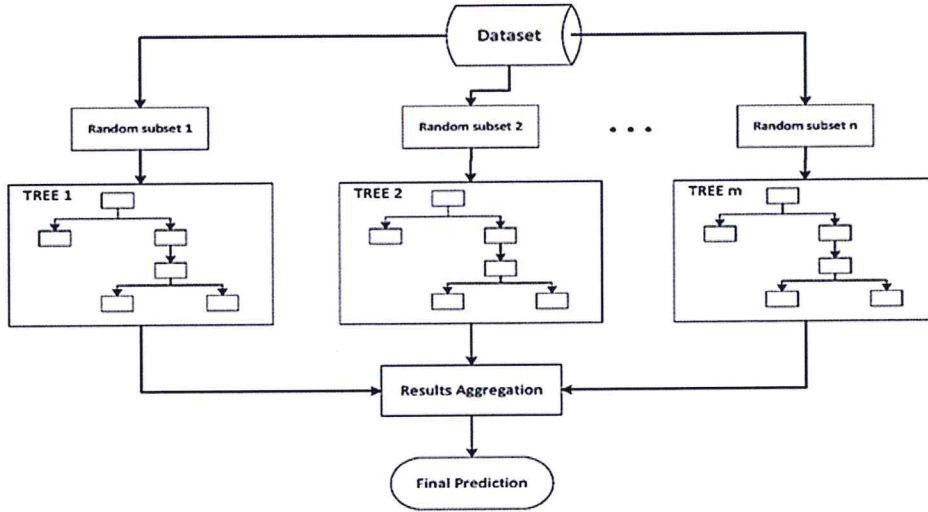 Dataset
Random subset 1
Random subset 2
• • •
Random subset n
TREE 1
TREE 2
TREE m
Results Aggregation
Final Prediction